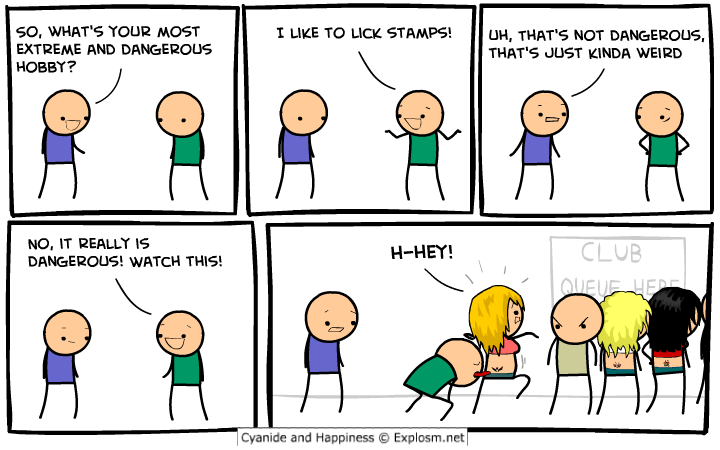 SO, WHAT'S YOUR MOST
EXTREME AND DANGEROUS
HOBBY?
I LIKE TO LICK STAMPS!
UH, THAT'S NOT DANGEROUS,
THAT'S JUST KINDA WEIRD
NO, IT REALLY IS
DANGEROUS! WATCH THIS!
H-HEY!
CLUB
QUEUE HERE
Cyanide and Happiness © Explosm.net